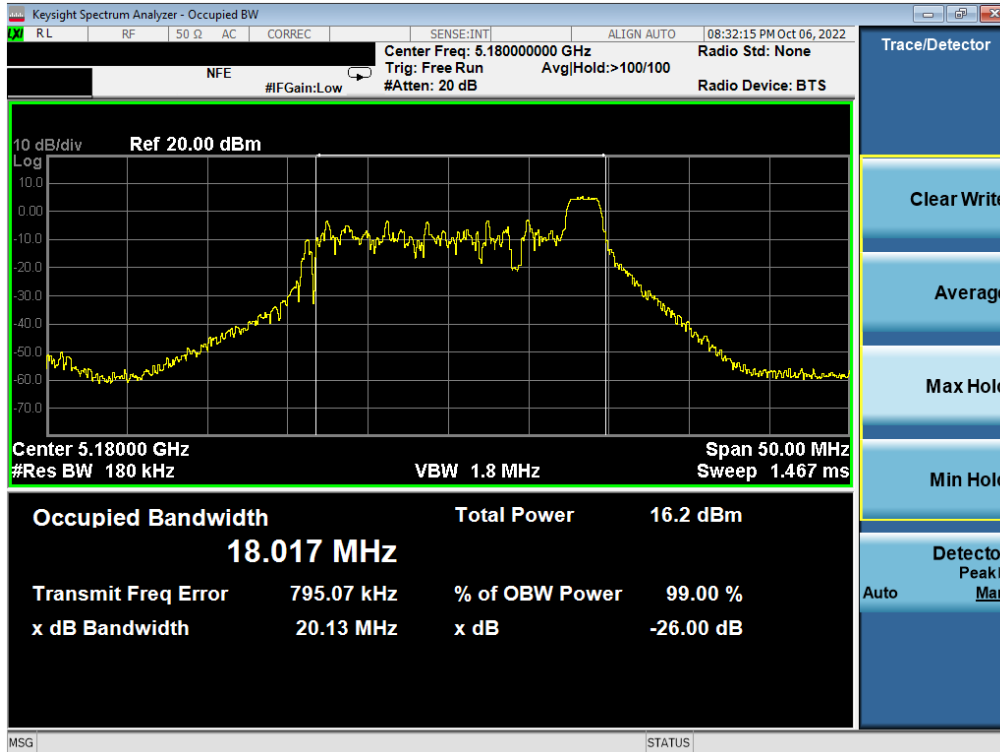 Keysight Spectrum Analyzer - Occupied BW
LXI RL RF 50 Ω AC CORREC SENSE:INT ALIGN AUTO 08:32:15 PM Oct 06, 2022
Center Freq: 5.180000000 GHz Radio Std: None
NFE Trig: Free Run Avg|Hold:>100/100
#IFGain:Low #Atten: 20 dB Radio Device: BTS
10 dB/div Ref 20.00 dBm
Log
10.0
0.00
-10.0
-20.0
-30.0
-40.0
-50.0
-60.0
-70.0
Center 5.18000 GHz Span 50.00 MHz
#Res BW 180 kHz VBW 1.8 MHz Sweep 1.467 ms
Occupied Bandwidth Total Power 16.2 dBm
18.017 MHz
Transmit Freq Error 795.07 kHz % of OBW Power 99.00 %
x dB Bandwidth 20.13 MHz x dB -26.00 dB
MSG STATUS
Trace/Detector
Clear Write
Averag
Max Hol
Min Hol
Detecto
Peak
Auto Ma